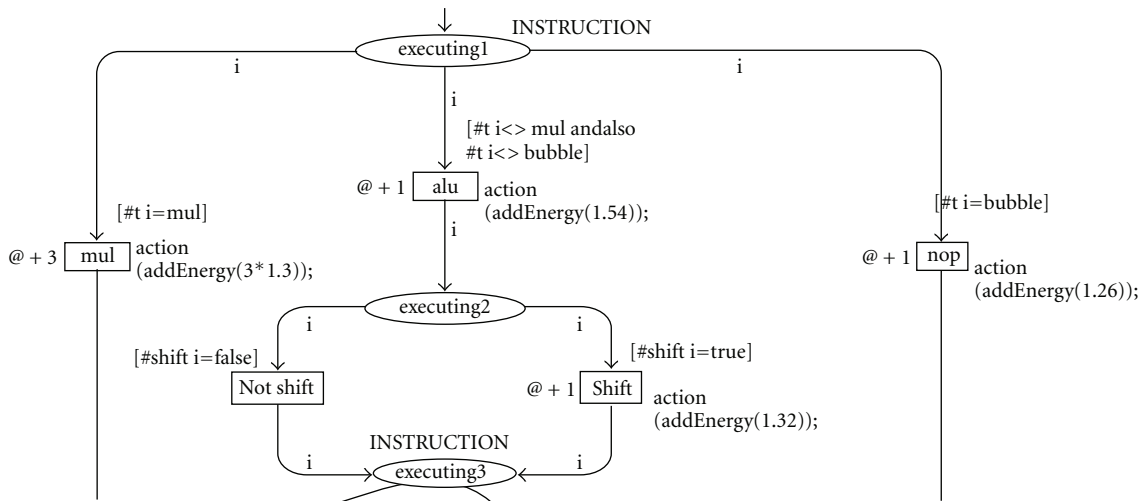 INSTRUCTION
executing1
i
i
i
[#t i<> mul andalso
#t i<> bubble]
@ + 1
alu
action
(addEnergy(1.54));
[#t i=mul]
@ + 3
mul
action
(addEnergy(3*1.3));
[#t i=bubble]
@ + 1
nop
action
(addEnergy(1.26));
i
executing2
i
i
[#shift i=false]
Not shift
[#shift i=true]
@ + 1
Shift
action
(addEnergy(1.32));
INSTRUCTION
i
executing3
i